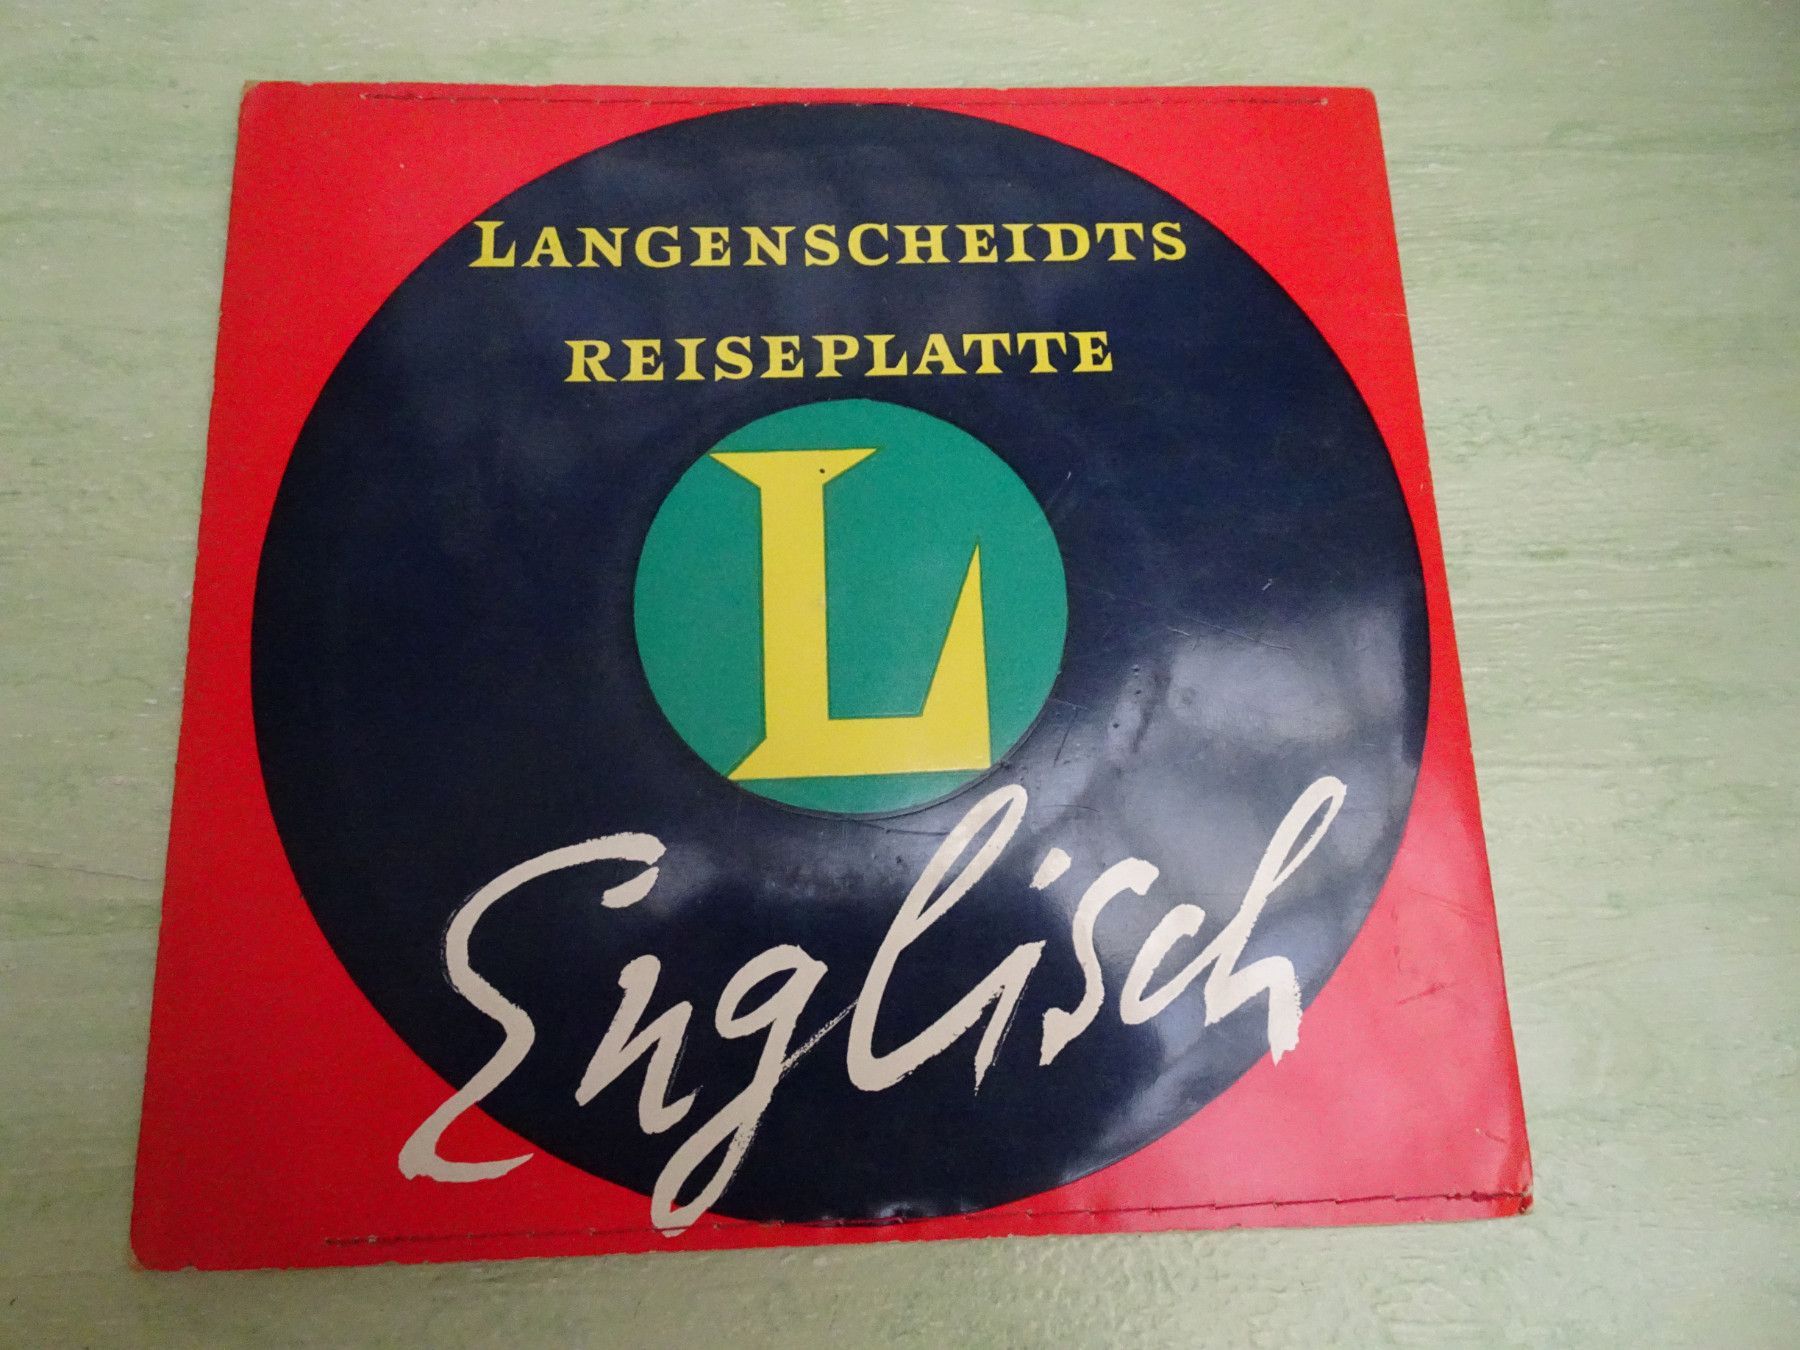 LANGENSCHEIDTS
REISEPLATTE
L
Englisch